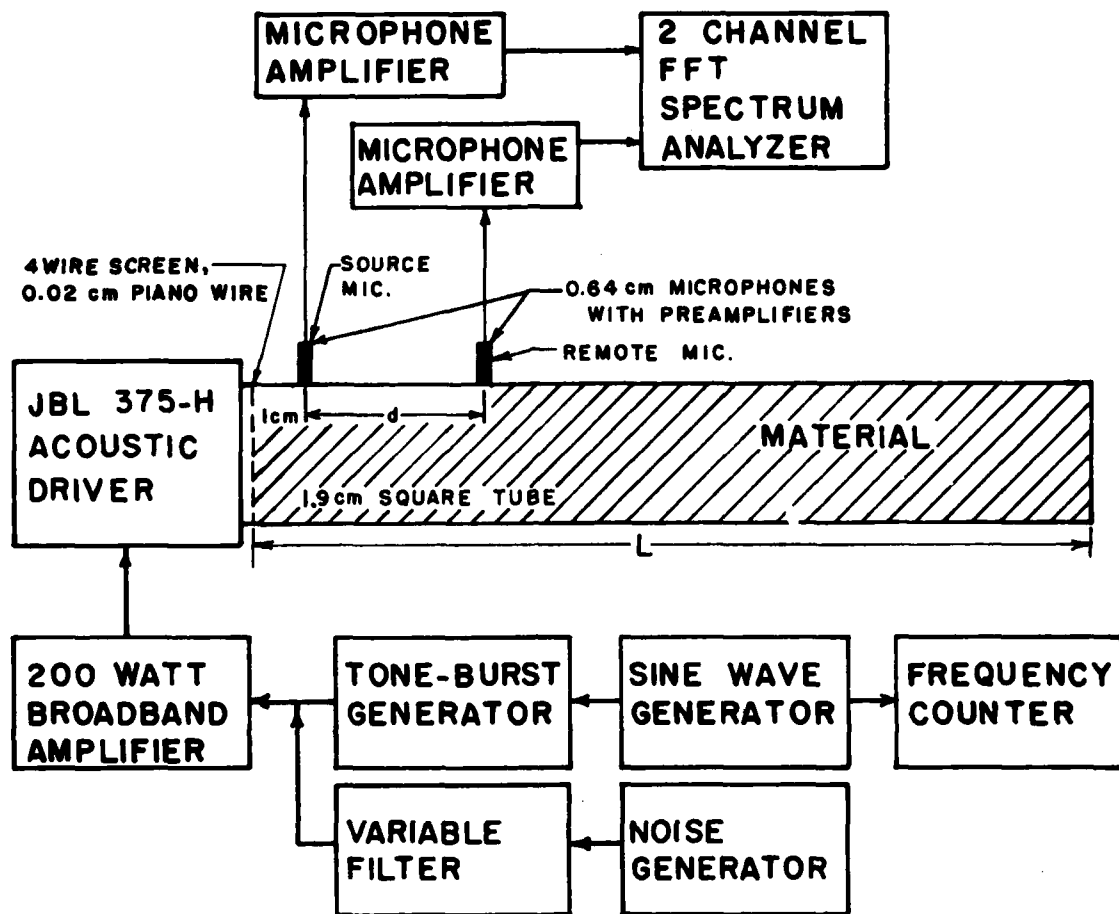 MICROPHONE
AMPLIFIER
2 CHANNEL
FFT
SPECTRUM
ANALYZER
MICROPHONE
AMPLIFIER
4 WIRE SCREEN,
0.02 cm PIANO WIRE
SOURCE
MIC.
0.64 cm MICROPHONES
WITH PREAMPLIFIERS
REMOTE MIC.
JBL 375-H
ACOUSTIC
DRIVER
1cm
d
MATERIAL
1.9cm SQUARE TUBE
L
200 WATT
BROADBAND
AMPLIFIER
TONE-BURST
GENERATOR
SINE WAVE
GENERATOR
FREQUENCY
COUNTER
VARIABLE
FILTER
NOISE
GENERATOR